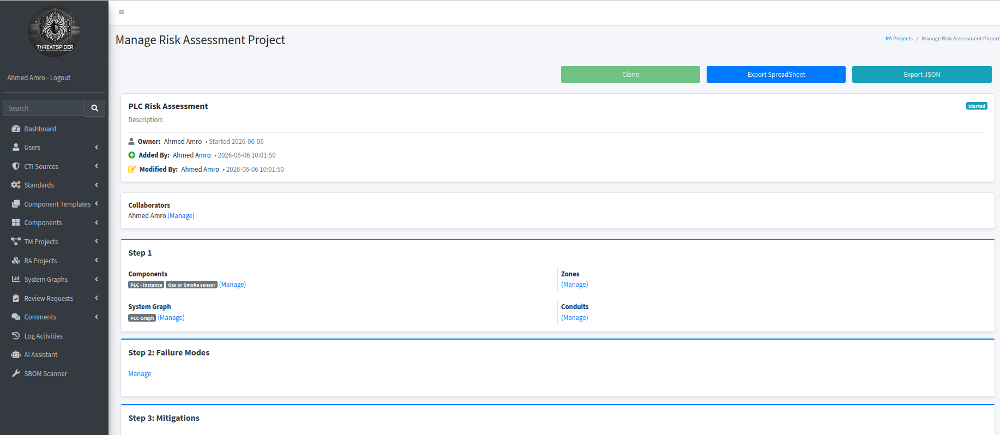 THREATSPIDER
Ahmed Amro - Logout
Search
Dashboard
Users
CTI Sources
Standards
Component Templates
Components
TM Projects
RA Projects
System Graphs
Review Requests
Comments
Log Activities
AI Assistant
SBOM Scanner
Manage Risk Assessment Project
RA Projects / Manage Risk Assessment Project
Clone Export SpreadSheet Export JSON
PLC Risk Assessment Started
Description:
Owner: Ahmed Amro • Started 2026-06-06
Added By: Ahmed Amro • 2026-06-06 10:01:50
Modified By: Ahmed Amro • 2026-06-06 10:01:50
Collaborators
Ahmed Amro (Manage)
Step 1
Components
PLC - Instance Gas or Smoke sensor (Manage)
Zones
(Manage)
System Graph
PLC Graph (Manage)
Conduits
(Manage)
Step 2: Failure Modes
Manage
Step 3: Mitigations